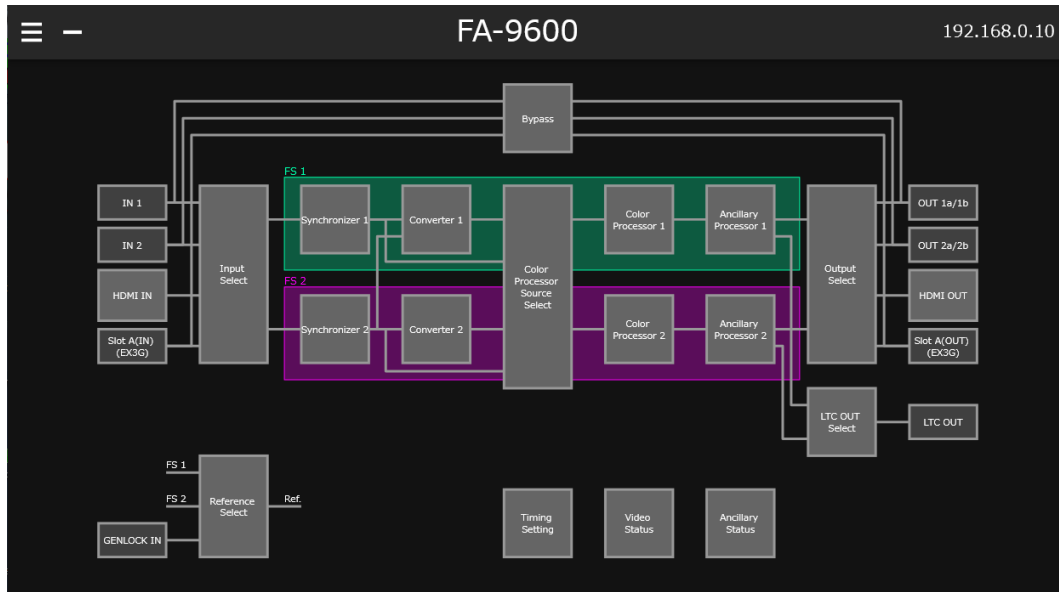 FA-9600
192.168.0.10
Bypass
FS 1
IN 1
IN 2
HDMI IN
Slot A(IN)
(EX3G)
Input
Select
Synchronizer 1
Converter 1
Color
Processor
Source
Select
Color
Processor 1
Ancillary
Processor 1
FS 2
Synchronizer 2
Converter 2
Color
Processor 2
Ancillary
Processor 2
Output
Select
OUT 1a/1b
OUT 2a/2b
HDMI OUT
Slot A(OUT)
(EX3G)
LTC OUT
Select
LTC OUT
FS 1
FS 2
GENLOCK IN
Reference
Select
Ref.
Timing
Setting
Video
Status
Ancillary
Status